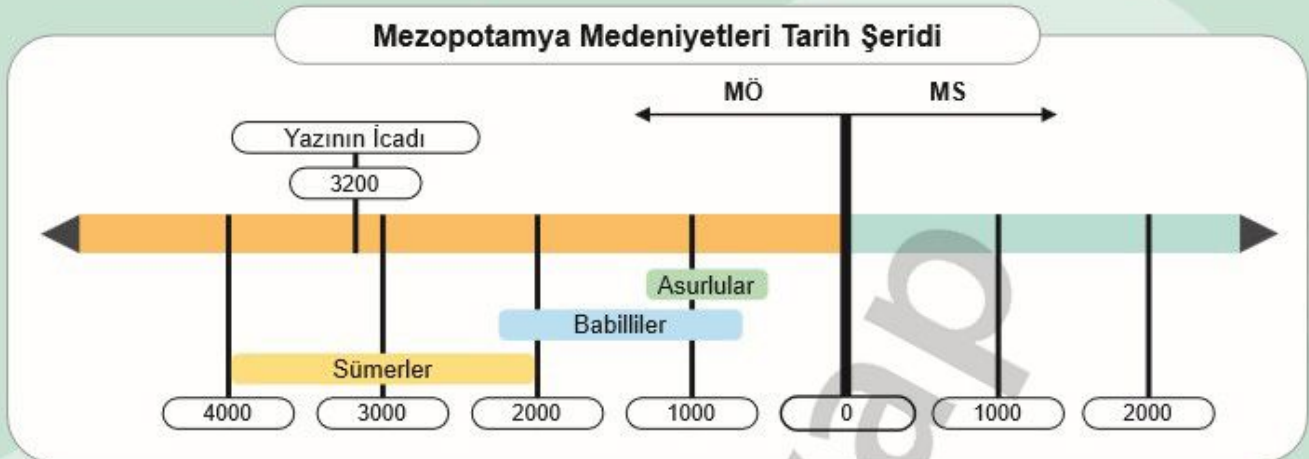 Mezopotamya Medeniyetleri Tarih Şeridi
MÖ MS
Yazının İcadı
3200
Asurlular
Babilliler
Sümerler
4000 3000 2000 1000 0 1000 2000